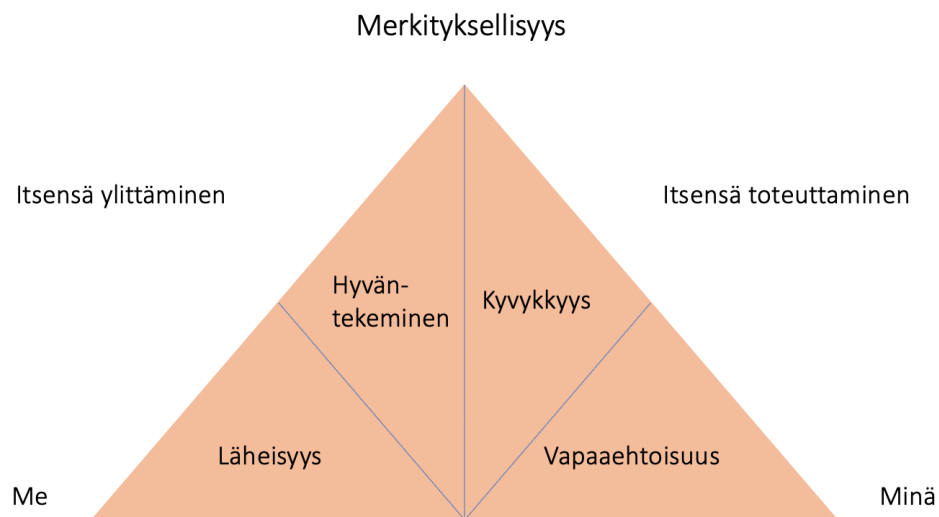 Merkityksellisyys
Itsensä ylittäminen
Itsensä toteuttaminen
Hyvän-
tekeminen
Kyvykkyys
Läheisyys
Vapaaehtoisuus
Me
Minä